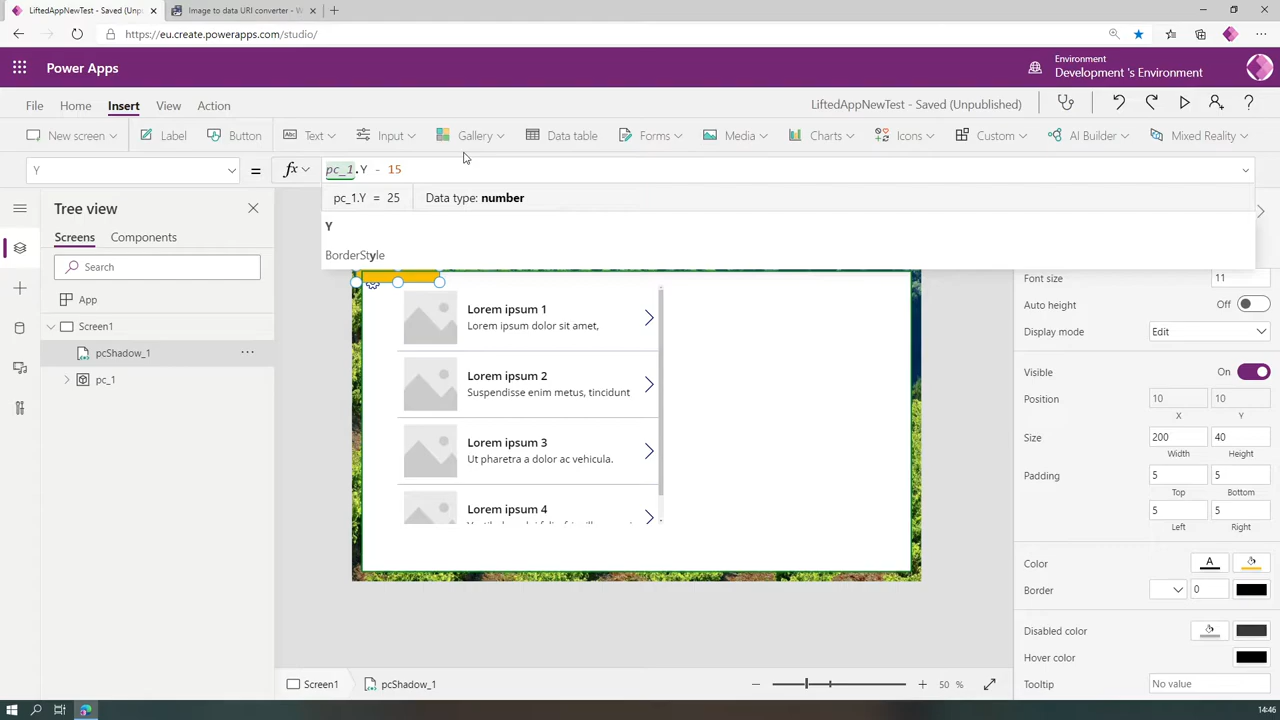 LiftedAppNewTest - Saved (Unpub
Image to data URI converter - W
https://eu.create.powerapps.com/studio/
Power Apps
Environment
Development 's Environment
File
Home
Insert
View
Action
LiftedAppNewTest - Saved (Unpublished)
New screen
Label
Button
Text
Input
Gallery
Data table
Forms
Media
Charts
Icons
Custom
AI Builder
Mixed Reality
Y
=
fx
pc_1.Y - 15
pc_1.Y = 25
Data type: number
Y
BorderStyle
Tree view
Screens
Components
Search
App
Screen1
pcShadow_1
pc_1
Lorem ipsum 1
Lorem ipsum dolor sit amet,
Lorem ipsum 2
Suspendisse enim metus, tincidunt
Lorem ipsum 3
Ut pharetra a dolor ac vehicula.
Lorem ipsum 4
Font size
11
Auto height
Off
Display mode
Edit
Visible
On
Position
10
10
X
Y
Size
200
40
Width
Height
Padding
5
5
Top
Bottom
5
5
Left
Right
Color
A
Border
0
Disabled color
Hover color
Tooltip
No value
Screen1
pcShadow_1
50 %
14:46